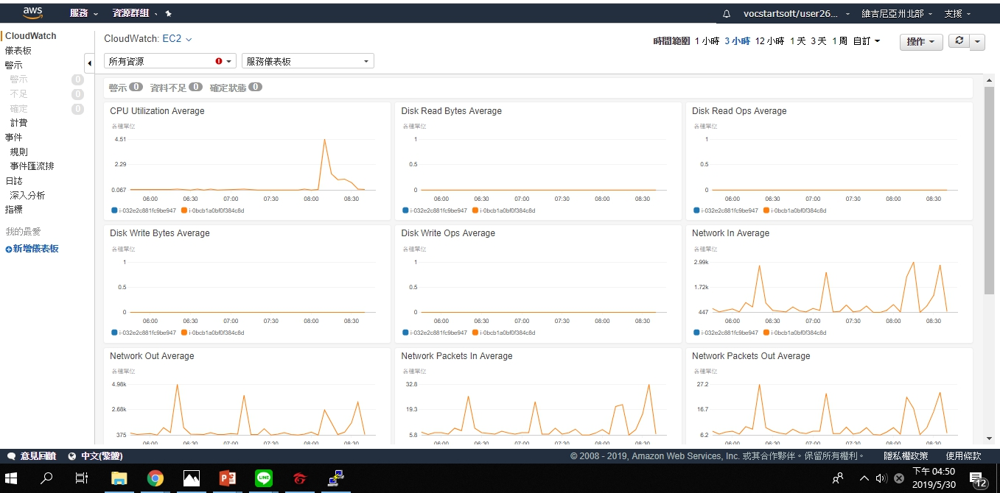 aws 服務 資源群組 vocstartsoft/user26... 維吉尼亞州北部 支援
CloudWatch
儀表板
警示
警示 0
不足 0
確定 0
計費
事件
規則
事件匯流排
日誌
深入分析
指標
我的最愛
新增儀表板
CloudWatch: EC2
時間範圍 1 小時 3 小時 12 小時 1 天 3 天 1 周 自訂 操作
所有資源 服務儀表板
警示 0 資料不足 0 確定狀態 0
CPU Utilization Average
各種單位
4.51
2.29
0.067
06:00 06:30 07:00 07:30 08:00 08:30
i-032e2c881fc9be947 i-0bcb1a0bf0f384c8d
Disk Read Bytes Average
各種單位
1
0.5
0
06:00 06:30 07:00 07:30 08:00 08:30
i-032e2c881fc9be947 i-0bcb1a0bf0f384c8d
Disk Read Ops Average
各種單位
1
0.5
0
06:00 06:30 07:00 07:30 08:00 08:30
i-032e2c881fc9be947 i-0bcb1a0bf0f384c8d
Disk Write Bytes Average
各種單位
1
0.5
0
06:00 06:30 07:00 07:30 08:00 08:30
i-032e2c881fc9be947 i-0bcb1a0bf0f384c8d
Disk Write Ops Average
各種單位
1
0.5
0
06:00 06:30 07:00 07:30 08:00 08:30
i-032e2c881fc9be947 i-0bcb1a0bf0f384c8d
Network In Average
各種單位
2.99k
1.72k
447
06:00 06:30 07:00 07:30 08:00 08:30
i-032e2c881fc9be947 i-0bcb1a0bf0f384c8d
Network Out Average
各種單位
4.98k
2.68k
375
06:00 06:30 07:00 07:30 08:00 08:30
Network Packets In Average
各種單位
32.8
19.3
5.8
06:00 06:30 07:00 07:30 08:00 08:30
Network Packets Out Average
各種單位
27.2
16.7
6.2
06:00 06:30 07:00 07:30 08:00 08:30
意見回饋 中文(繁體) © 2008 - 2019, Amazon Web Services, Inc. 或其合作夥伴。保留所有權利。 隱私權政策 使用條款
下午 04:50
2019/5/30
12
LINE